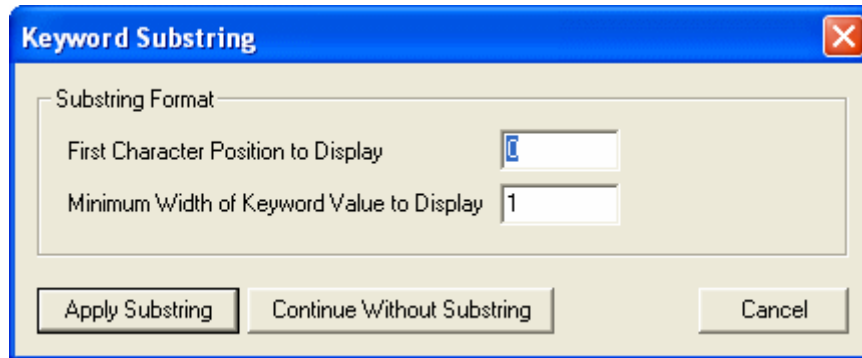 Keyword Substring
Substring Format
First Character Position to Display 0
Minimum Width of Keyword Value to Display 1
Apply Substring Continue Without Substring Cancel